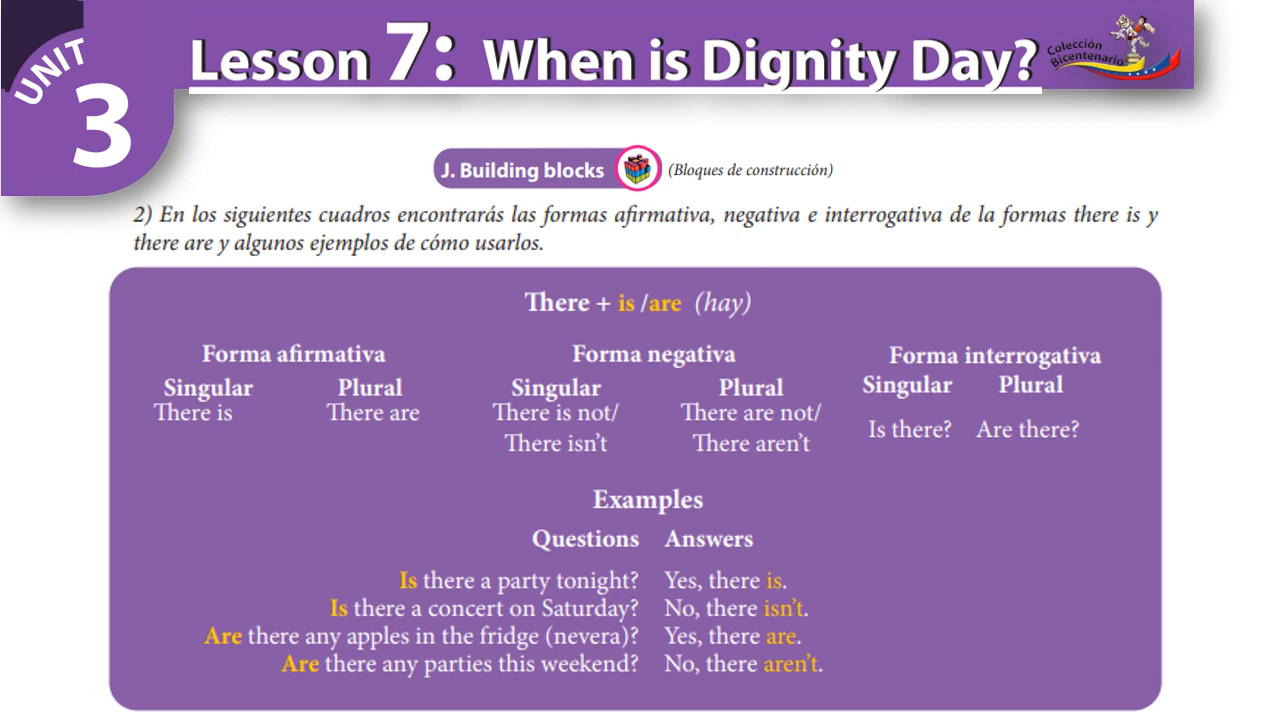 UNIT
3
Lesson 7: When is Dignity Day?
Colección
Bicentenario
J. Building blocks (Bloques de construcción)
2) En los siguientes cuadros encontrarás las formas afirmativa, negativa e interrogativa de la formas there is y
there are y algunos ejemplos de cómo usarlos.
There + is /are (hay)
Forma afirmativa
Singular Plural
There is There are
Forma negativa
Singular Plural
There is not/ There are not/
There isn't There aren't
Forma interrogativa
Singular Plural
Is there? Are there?
Examples
Questions Answers
Is there a party tonight? Yes, there is.
Is there a concert on Saturday? No, there isn't.
Are there any apples in the fridge (nevera)? Yes, there are.
Are there any parties this weekend? No, there aren't.